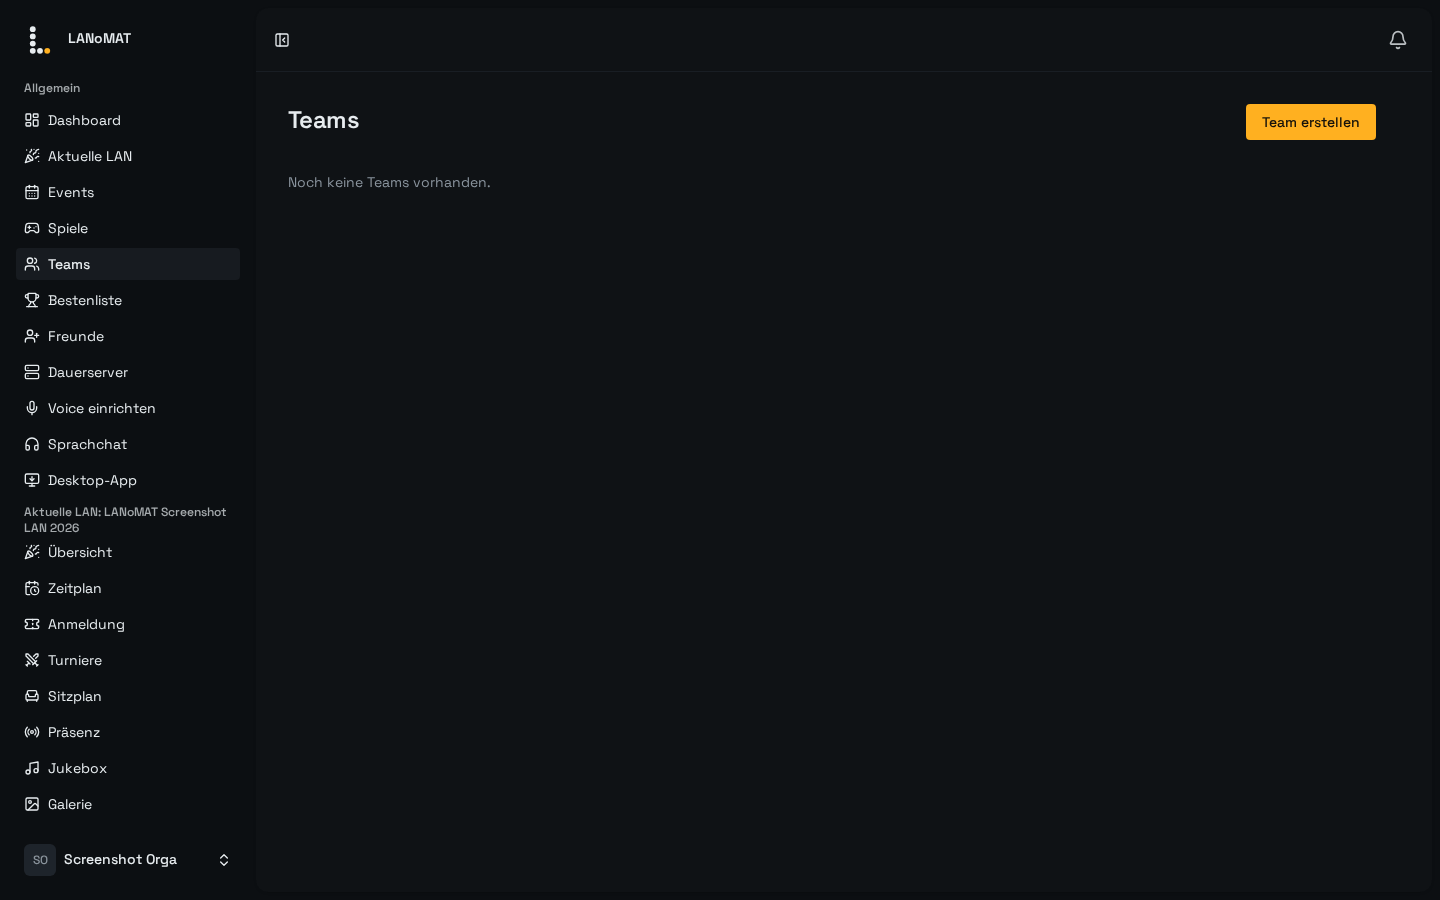 LANoMAT
Allgemein
Dashboard
Aktuelle LAN
Events
Spiele
Teams
Bestenliste
Freunde
Dauerserver
Voice einrichten
Sprachchat
Desktop-App
Aktuelle LAN: LANoMAT Screenshot
LAN 2026
Übersicht
Zeitplan
Anmeldung
Turniere
Sitzplan
Präsenz
Jukebox
Galerie
SO
Screenshot Orga
Teams
Team erstellen
Noch keine Teams vorhanden.